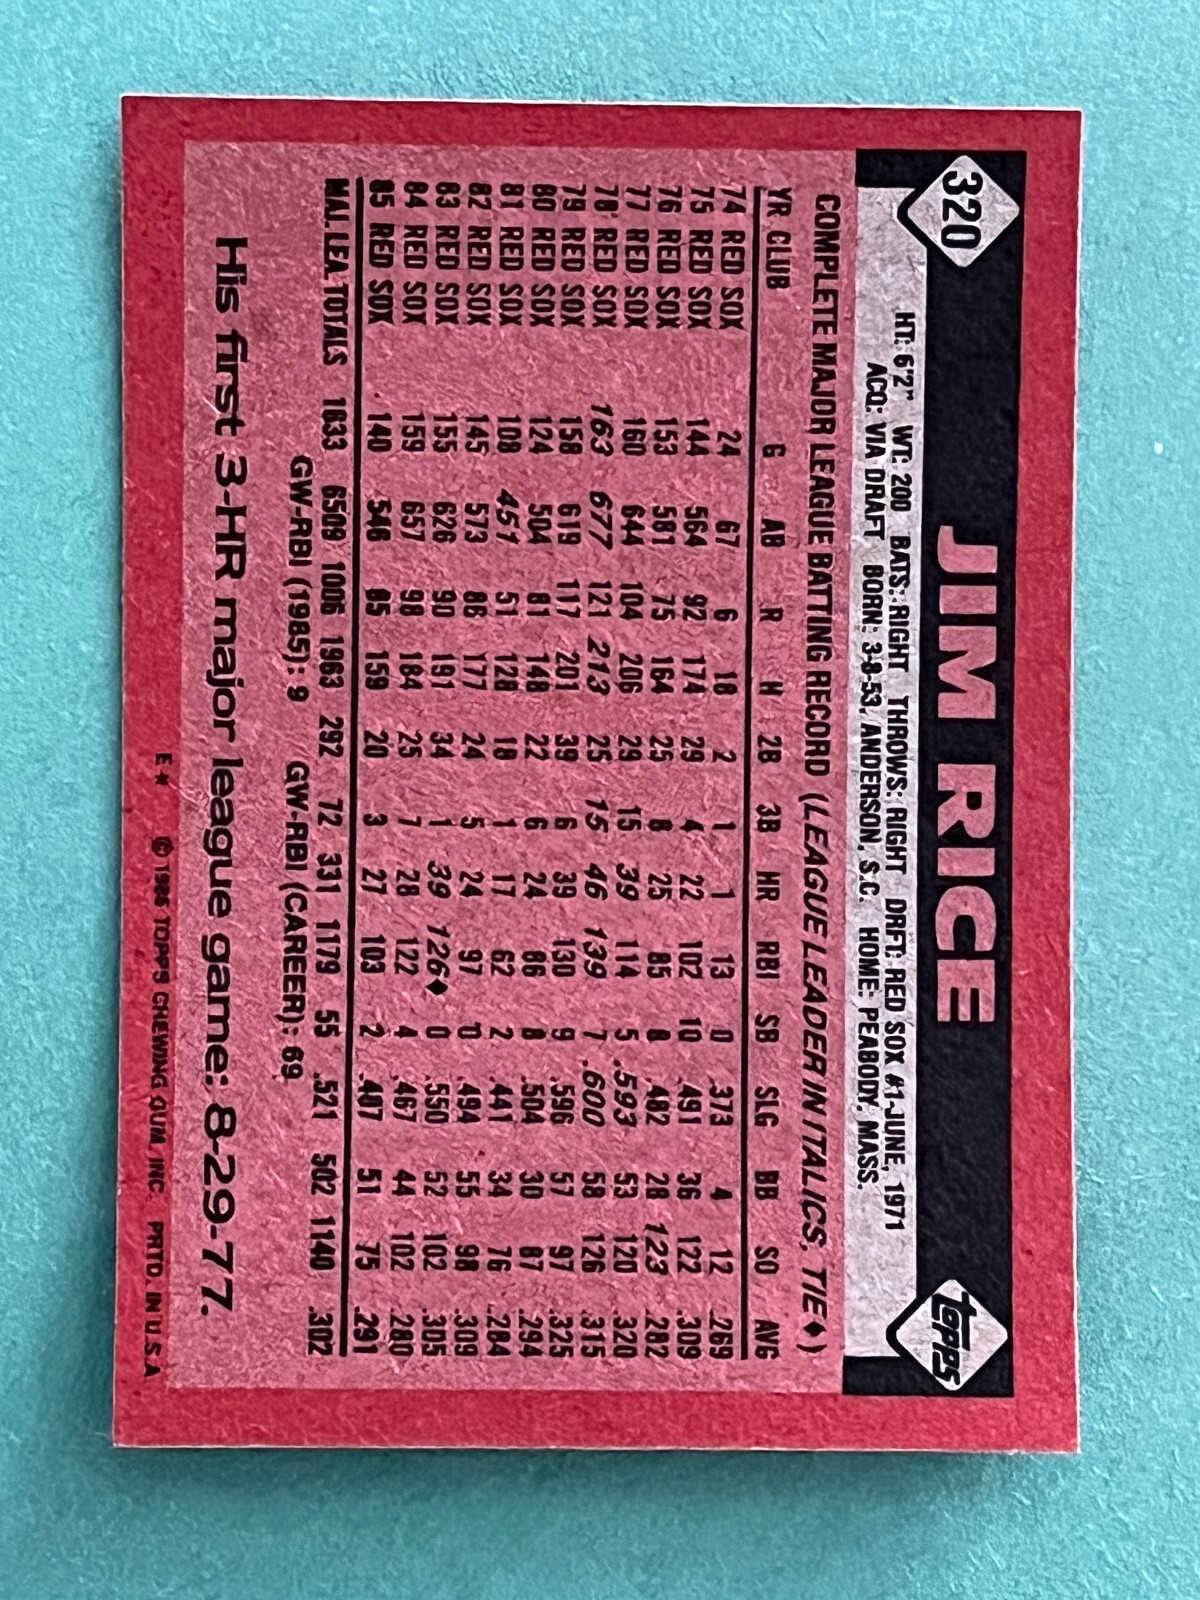 320
JIM RICE
topps
HT: 6'2" WT: 200 BATS: RIGHT THROWS: RIGHT DRFT: RED SOX #1-JUNE, 1971
ACQ: VIA DRAFT BORN: 3-8-53, ANDERSON, S.C. HOME: PEABODY, MASS.
COMPLETE MAJOR LEAGUE BATTING RECORD (LEAGUE LEADER IN ITALICS, TIE♦)
YR CLUB G AB R H 2B 3B HR RBI SB SLG BB SO AVG
74 RED SOX 24 67 6 18 2 1 1 13 0 .373 4 12 .269
75 RED SOX 144 564 92 174 29 4 22 102 10 .491 36 122 .309
76 RED SOX 153 581 75 164 25 8 25 85 8 .482 28 123 .282
77 RED SOX 160 644 104 206 29 15 39 114 5 .593 53 120 .320
78 RED SOX 163 677 121 213 25 15 46 139 7 .600 58 126 .315
79 RED SOX 158 619 117 201 39 6 39 130 9 .596 57 97 .325
80 RED SOX 124 504 81 148 22 6 24 86 8 .504 30 87 .294
81 RED SOX 108 451 51 128 18 1 17 62 2 .441 34 76 .284
82 RED SOX 145 573 86 177 24 5 24 97 0 .494 55 98 .309
83 RED SOX 155 626 90 191 34 1 39 126♦ 0 .550 52 102 .305
84 RED SOX 159 657 98 184 25 7 28 122 4 .467 44 102 .280
85 RED SOX 140 546 85 159 20 3 27 103 2 .487 51 75 .291
MAJ. LEA. TOTALS 1633 6509 1006 1963 292 72 331 1179 55 .521 502 1140 .302
GW-RBI (1985): 9 GW-RBI (CAREER): 69
His first 3-HR major league game: 8-29-77.
E* © 1986 TOPPS CHEWING GUM, INC. PRTD. IN U.S.A